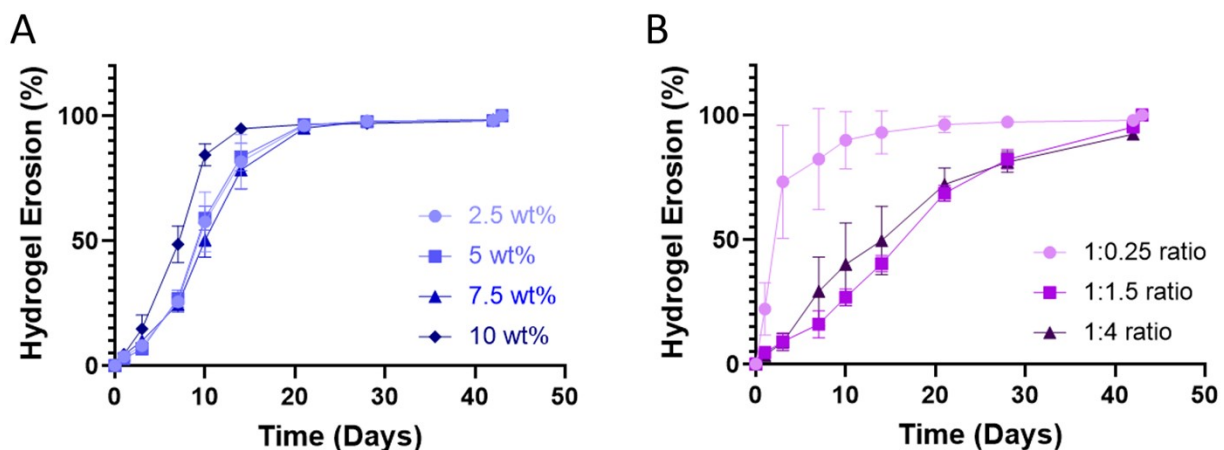 A
Hydrogel Erosion (%)
100
50
0
0 10 20 30 40 50
Time (Days)
2.5 wt%
5 wt%
7.5 wt%
10 wt%
B
Hydrogel Erosion (%)
100
50
0
0 10 20 30 40 50
Time (Days)
1:0.25 ratio
1:1.5 ratio
1:4 ratio